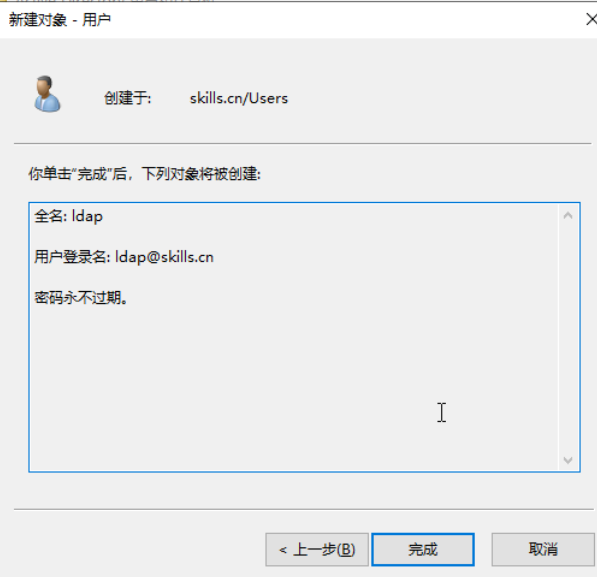 新建对象 - 用户
创建于: skills.cn/Users
你单击“完成”后，下列对象将被创建:
全名: ldap
用户登录名: ldap@skills.cn
密码永不过期。
< 上一步(B) 完成 取消